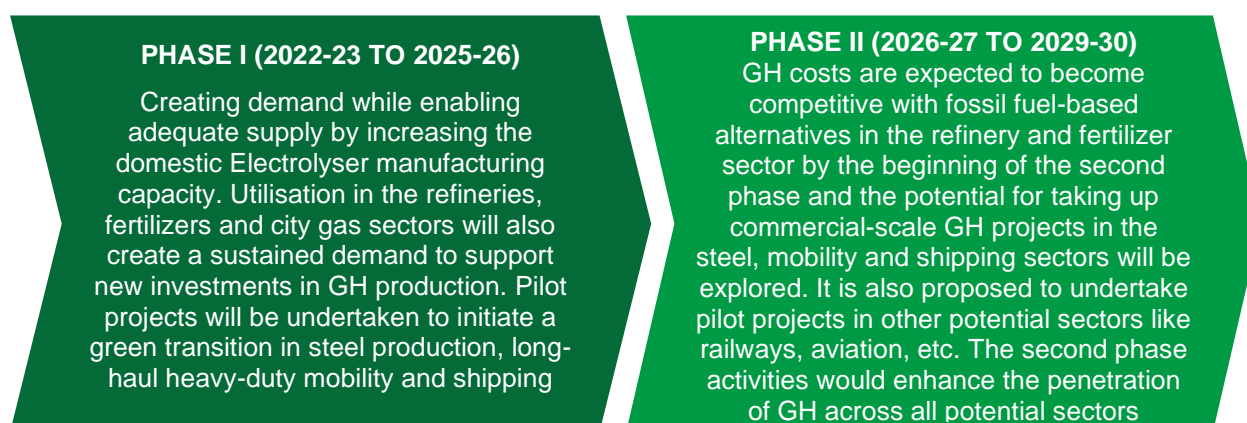 PHASE I (2022-23 TO 2025-26)
Creating demand while enabling
adequate supply by increasing the
domestic Electrolyser manufacturing
capacity. Utilisation in the refineries,
fertilizers and city gas sectors will also
create a sustained demand to support
new investments in GH production. Pilot
projects will be undertaken to initiate a
green transition in steel production, long-
haul heavy-duty mobility and shipping
PHASE II (2026-27 TO 2029-30)
GH costs are expected to become
competitive with fossil fuel-based
alternatives in the refinery and fertilizer
sector by the beginning of the second
phase and the potential for taking up
commercial-scale GH projects in the
steel, mobility and shipping sectors will be
explored. It is also proposed to undertake
pilot projects in other potential sectors like
railways, aviation, etc. The second phase
activities would enhance the penetration
of GH across all potential sectors